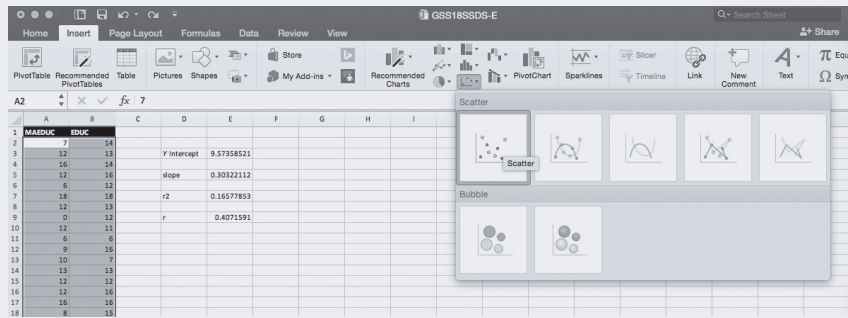 GSS18SSDS-E
Search Sheet
Home Insert Page Layout Formulas Data Review View Share
PivotTable Recommended PivotTables Table Pictures Shapes Store My Add-ins Recommended Charts PivotChart Sparklines Slicer Timeline Link New Comment Text π Equ Ω Sym
A2 fx 7
A B C D E F G H I
1 MAEDUC EDUC
2 7 14
3 12 13 Y Intercept 9.57358521
4 16 14
5 12 16 slope 0.30322112
6 6 12
7 18 18 r2 0.16577853
8 12 13
9 0 12 r 0.4071591
10 12 11
11 6 6
12 9 16
13 10 7
14 13 13
15 12 12
16 12 16
17 16 16
18 8 15
Scatter
Scatter
Bubble